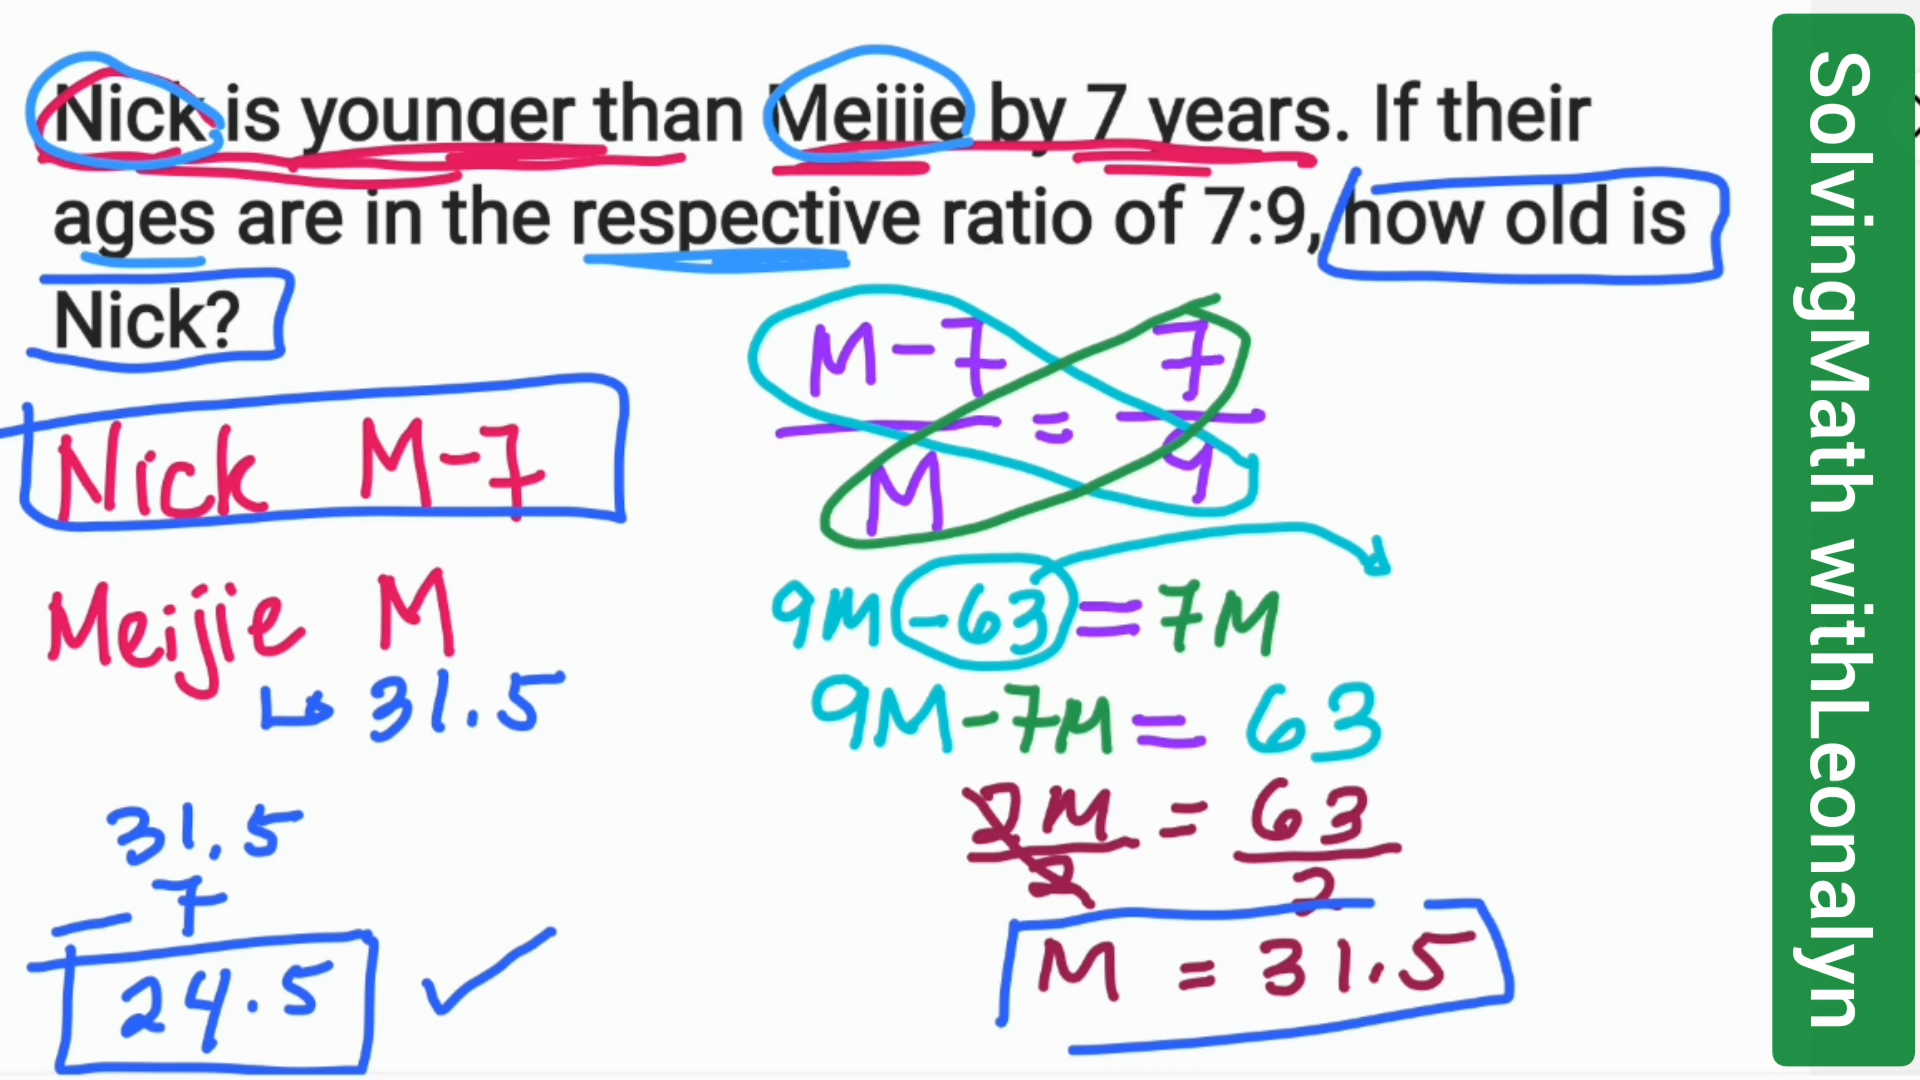 Nick is younger than Meijie by 7 years. If their
ages are in the respective ratio of 7:9, how old is
Nick?
Nick M-7
Meijie M
31.5
31.5
- 7
24.5
M-7 = 7
M 9
9M -63 = 7M
9M - 7M = 63
2M = 63
2 2
M = 31.5
SolvingMath withLeonalyn